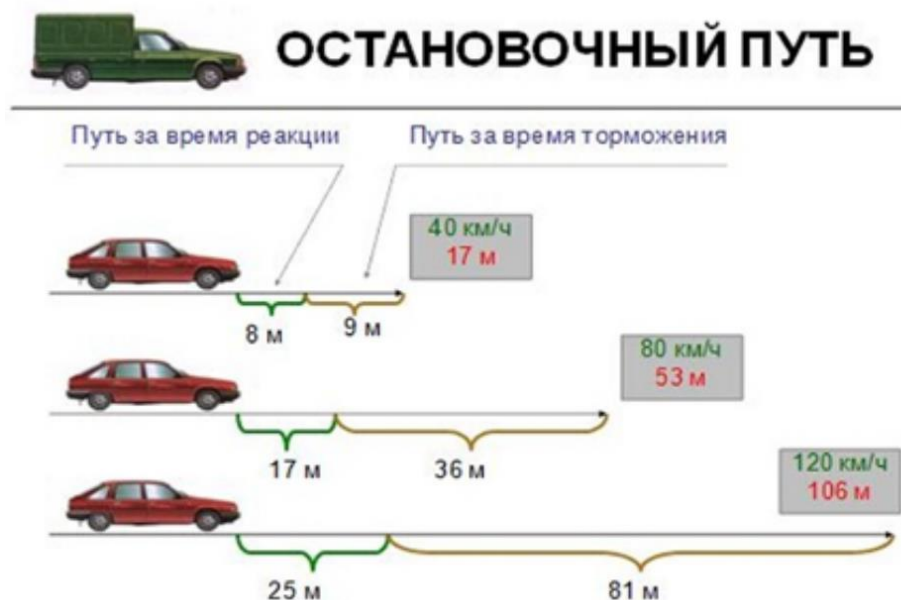 ОСТАНОВОЧНЫЙ ПУТЬ
Путь за время реакции
Путь за время торможения
40 км/ч
17 м
8 м
9 м
80 км/ч
53 м
17 м
36 м
120 км/ч
106 м
25 м
81 м